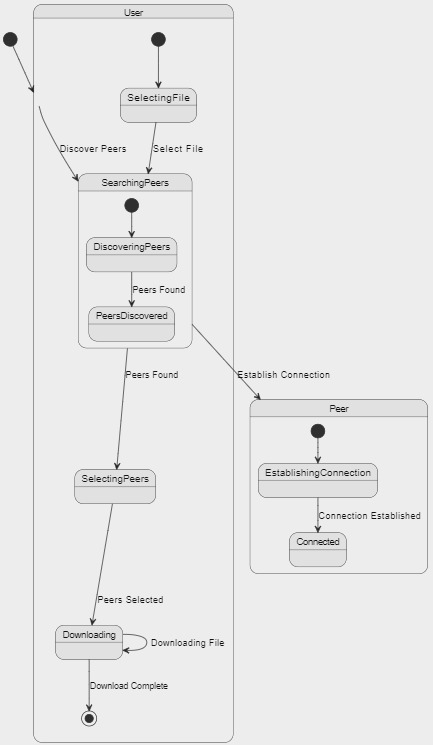 User
SelectingFile
Discover Peers
Select File
SearchingPeers
DiscoveringPeers
Peers Found
PeersDiscovered
Peers Found
Establish Connection
Peer
EstablishingConnection
SelectingPeers
Connection Established
Connected
Peers Selected
Downloading
Downloading File
Download Complete